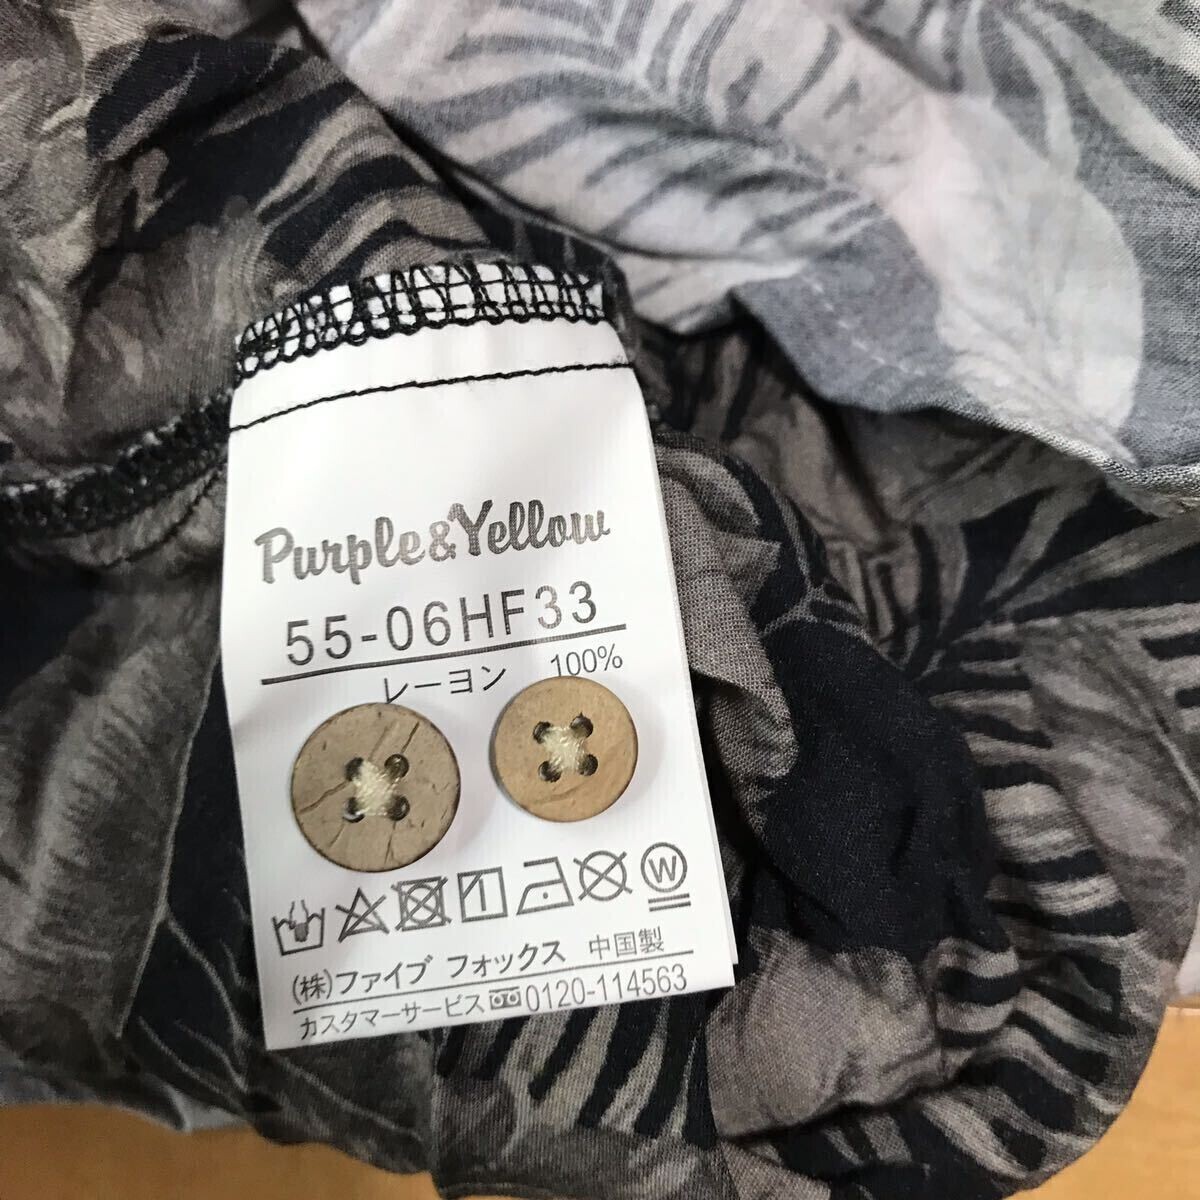 Purple&Yellow
55-06HF33
レーヨン 100%
W
(株)ファイブ フォックス 中国製
カスタマーサービス 0120-114563